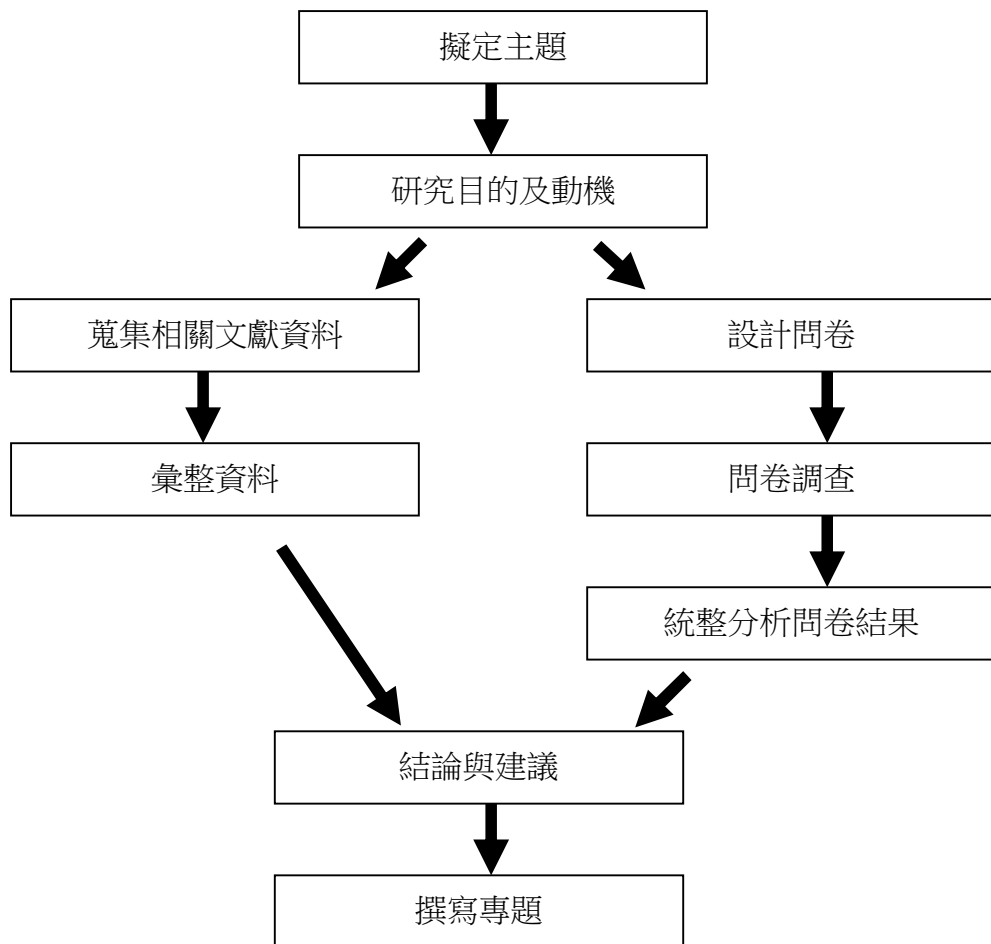 擬定主題
研究目的及動機
蒐集相關文獻資料
設計問卷
彙整資料
問卷調查
統整分析問卷結果
結論與建議
撰寫專題